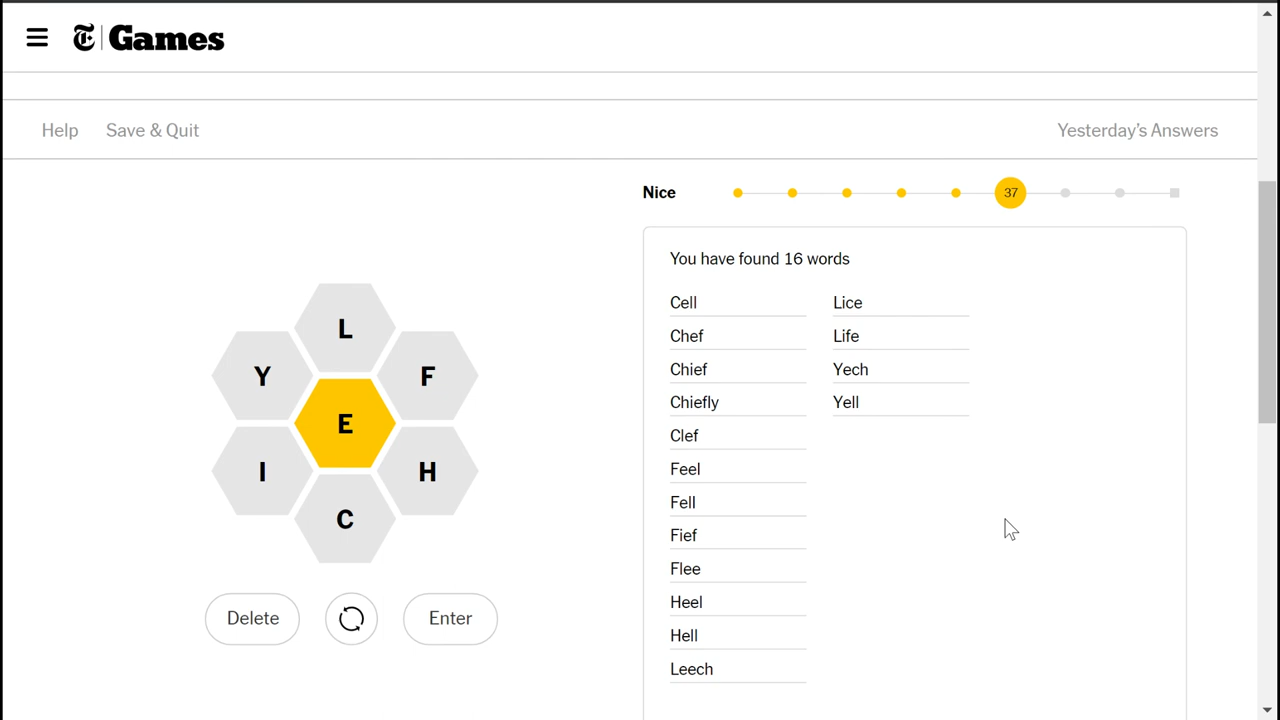 T Games
Help Save & Quit Yesterday's Answers
Nice 37
You have found 16 words
Cell Lice
Chef Life
Chief Yech
Chiefly Yell
Clef
Feel
Fell
Fief
Flee
Heel
Hell
Leech
L
Y F
E
I H
C
Delete Enter